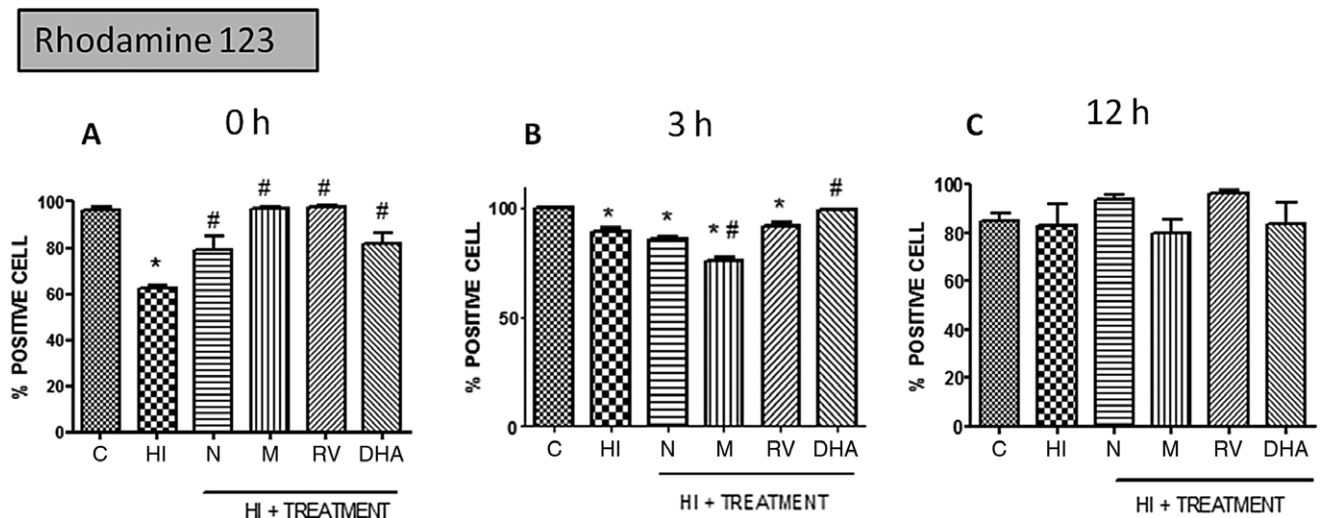 Rhodamine 123
A 0 h
% POSITIVE CELL
100
80
60
40
20
0
* # # # #
C HI N M RV DHA
HI + TREATMENT
B 3 h
% POSITIVE CELL
100
50
0
* * * # * #
C HI N M RV DHA
HI + TREATMENT
C 12 h
% POSITIVE CELL
100
80
60
40
20
0
C HI N M RV DHA
HI + TREATMENT